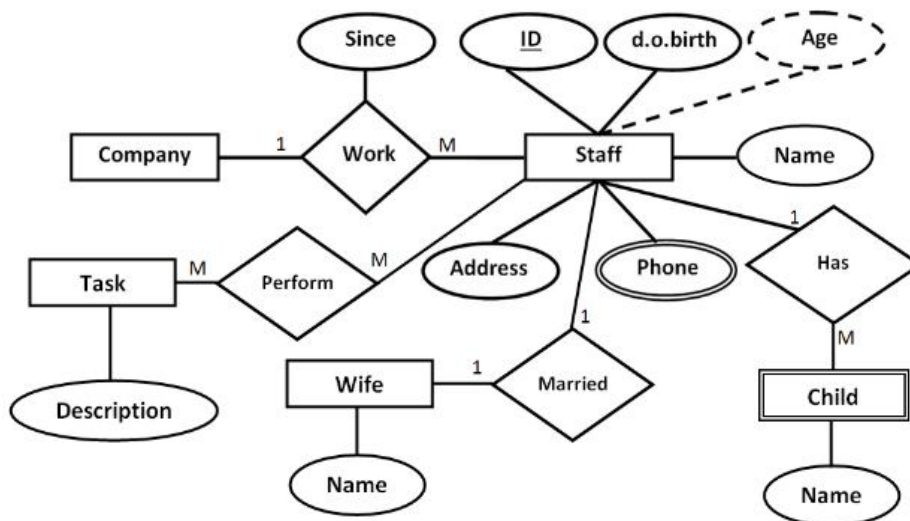 Since
ID
d.o.birth
Age
Company
1
Work
M
Staff
Name
Task
M
Perform
M
Address
Phone
1
Has
M
Description
Wife
1
1
Married
Child
Name
Name